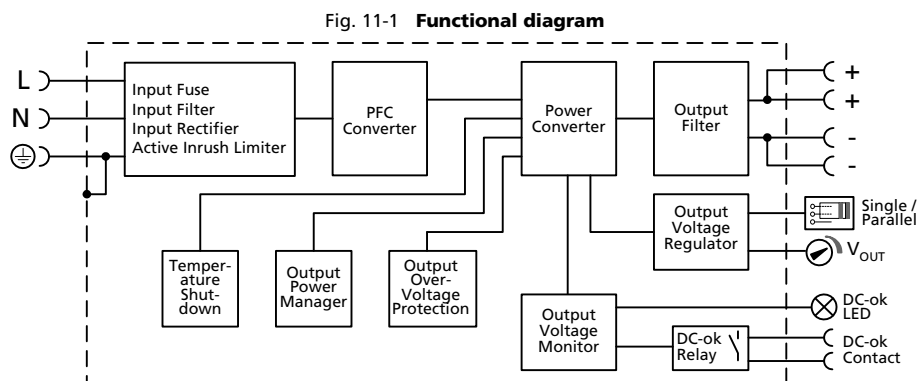 Fig. 11-1 Functional diagram
L
N
Input Fuse
Input Filter
Input Rectifier
Active Inrush Limiter
PFC
Converter
Power
Converter
Output
Filter
+
+
-
-
Output
Voltage
Regulator
Single /
Parallel
VOUT
Temper-
ature
Shut-
down
Output
Power
Manager
Output
Over-
Voltage
Protection
Output
Voltage
Monitor
DC-ok
LED
DC-ok
Relay
DC-ok
Contact